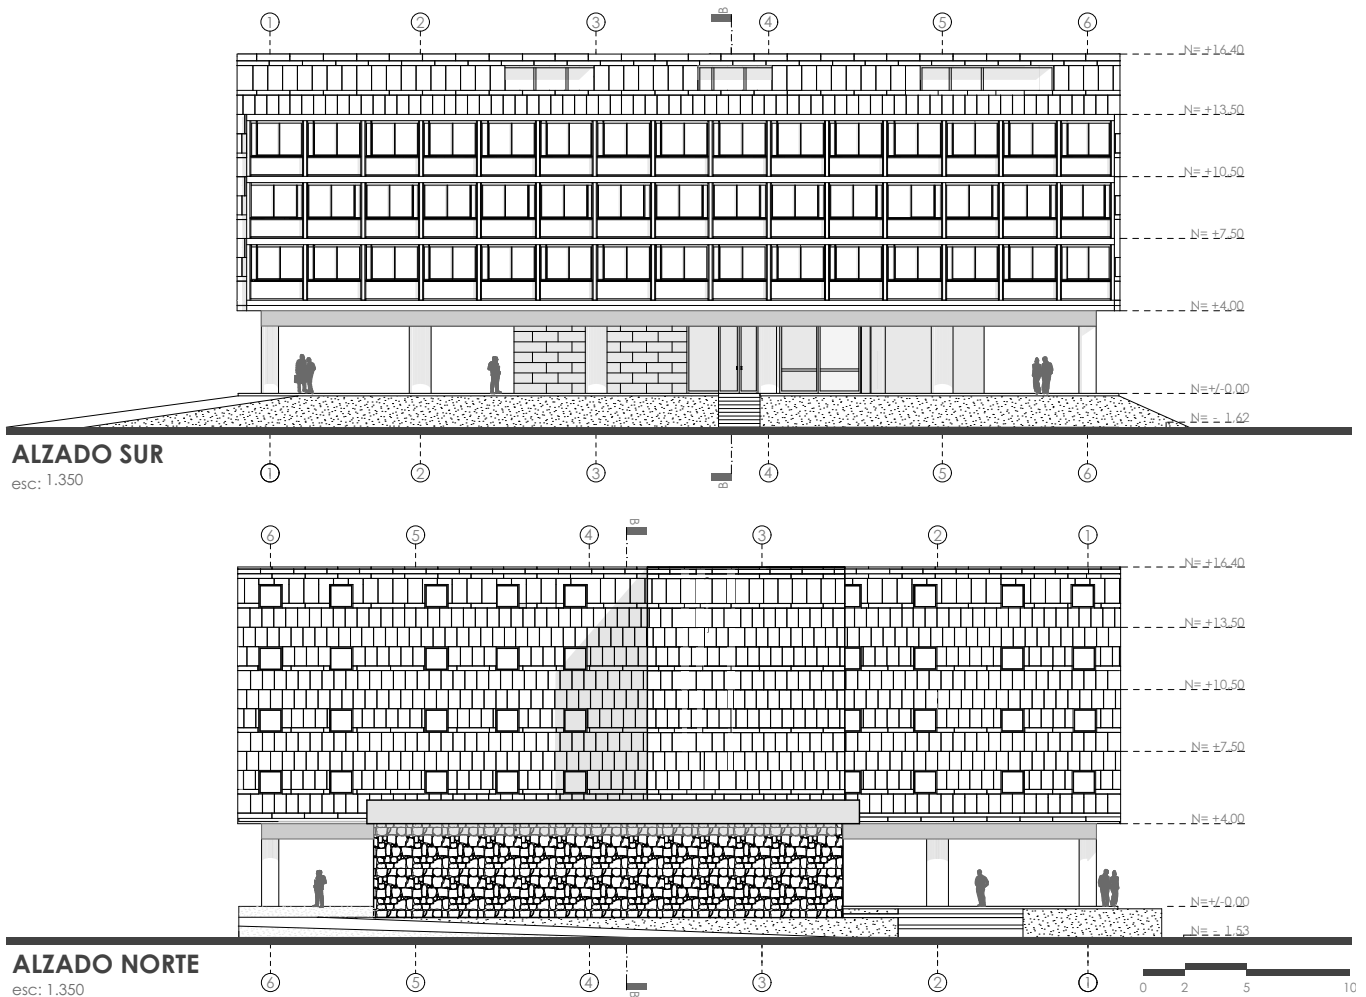 1 2 3 B 4 5 6
N= +16.40
N= +13.50
N= +10.50
N= +7.50
N= +4.00
N=+/-0.00
N= - 1.62
ALZADO SUR
esc: 1.350
1 2 3 B 4 5 6
6 5 4 B 3 2 1
N= +16.40
N= +13.50
N= +10.50
N= +7.50
N= +4.00
N=+/-0.00
N= - 1.53
ALZADO NORTE
esc: 1.350
6 5 4 B 3 2 1
0 2 5 10